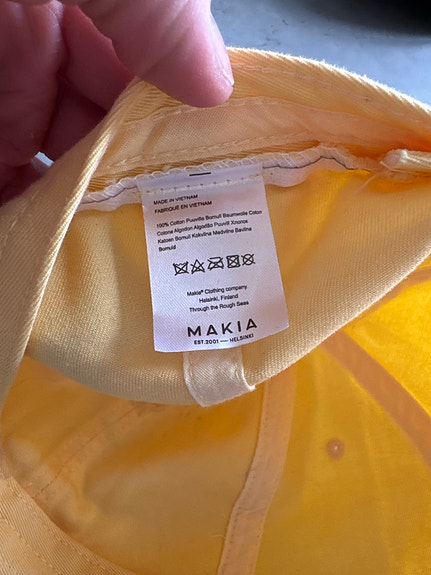 MADE IN VIETNAM
FABRIQUÉ EN VIETNAM
100% Cotton Puuvilla Bomull Baumwolle Coton
Cotone Algodon Algodão Puuvill Хлопок
Katoen Bomull Kokvilna Medvilnė Bavlna
Bomuld
Makia® Clothing company.
Helsinki, Finland
Through the Rough Seas
MAKIA
EST.2001 — HELSINKI